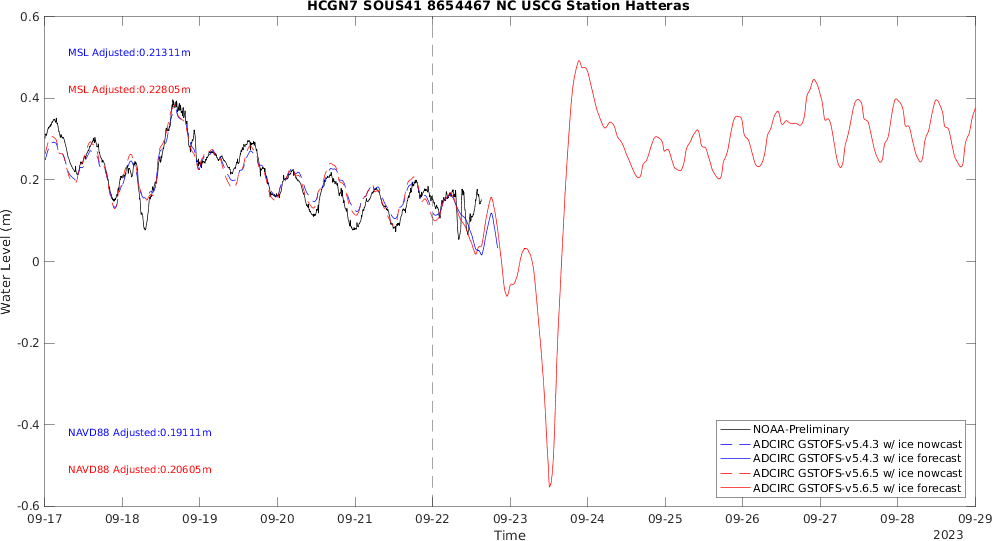 HCGN7 SOUS41 8654467 NC USCG Station Hatteras
0.6
0.4
0.2
0
-0.2
-0.4
-0.6
Water Level (m)
MSL Adjusted:0.21311m
MSL Adjusted:0.22805m
NAVD88 Adjusted:0.19111m
NAVD88 Adjusted:0.20605m
NOAA-Preliminary
ADCIRC GSTOFS-v5.4.3 w/ ice nowcast
ADCIRC GSTOFS-v5.4.3 w/ ice forecast
ADCIRC GSTOFS-v5.6.5 w/ ice nowcast
ADCIRC GSTOFS-v5.6.5 w/ ice forecast
09-17 09-18 09-19 09-20 09-21 09-22 09-23 09-24 09-25 09-26 09-27 09-28 09-29
Time
2023